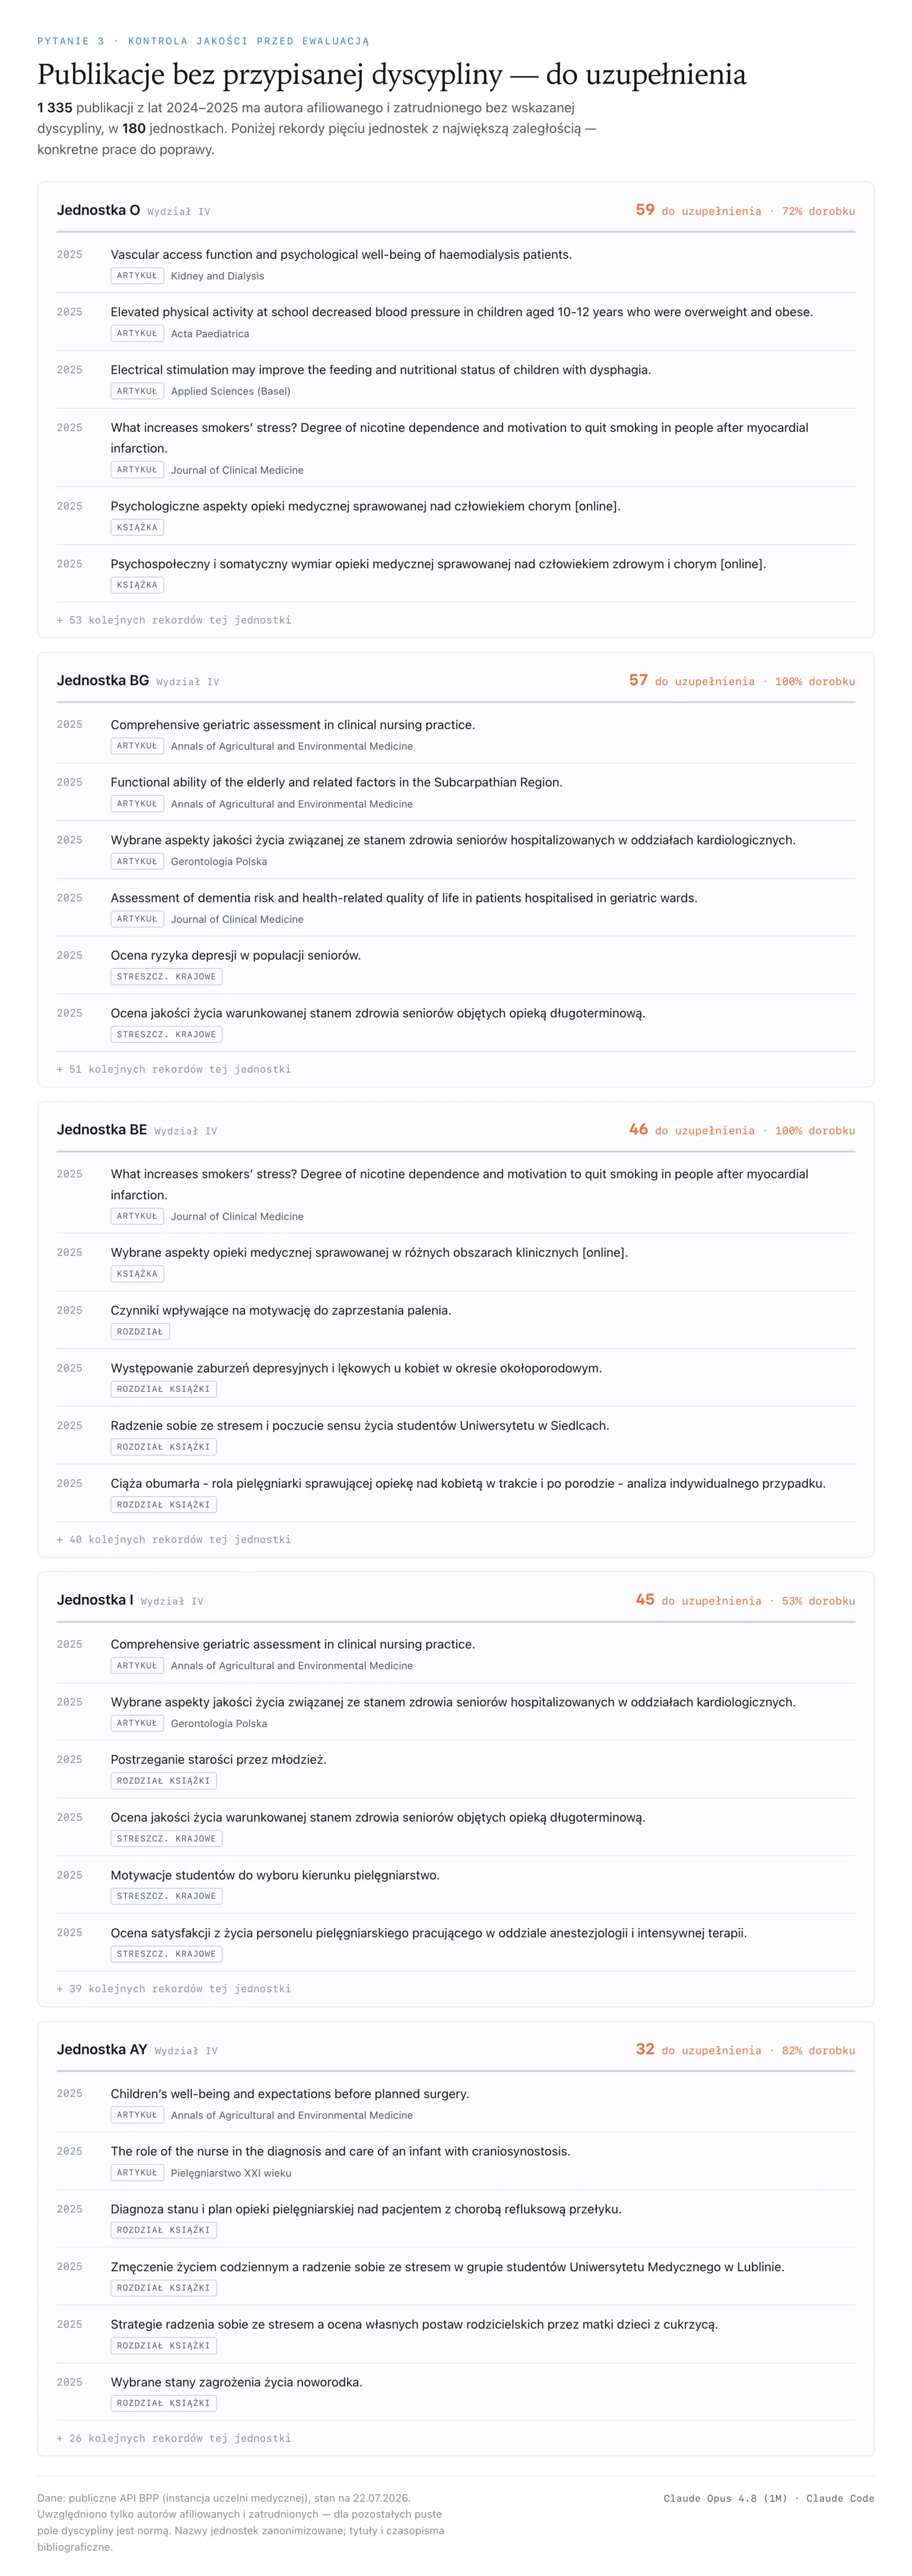 PYTANIE 3 · KONTROLA JAKOŚCI PRZED EWALUACJĄ
Publikacje bez przypisanej dyscypliny — do uzupełnienia
1 335 publikacji z lat 2024–2025 ma autora afiliowanego i zatrudnionego bez wskazanej
dyscypliny, w 180 jednostkach. Poniżej rekordy pięciu jednostek z największą zaległością —
konkretne prace do poprawy.
Jednostka O Wydział IV 59 do uzupełnienia · 72% dorobku
2025 Vascular access function and psychological well-being of haemodialysis patients.
ARTYKUŁ Kidney and Dialysis
2025 Elevated physical activity at school decreased blood pressure in children aged 10-12 years who were overweight and obese.
ARTYKUŁ Acta Paediatrica
2025 Electrical stimulation may improve the feeding and nutritional status of children with dysphagia.
ARTYKUŁ Applied Sciences (Basel)
2025 What increases smokers’ stress? Degree of nicotine dependence and motivation to quit smoking in people after myocardial
infarction.
ARTYKUŁ Journal of Clinical Medicine
2025 Psychologiczne aspekty opieki medycznej sprawowanej nad człowiekiem chorym [online].
KSIĄŻKA
2025 Psychospołeczny i somatyczny wymiar opieki medycznej sprawowanej nad człowiekiem zdrowym i chorym [online].
KSIĄŻKA
+ 53 kolejnych rekordów tej jednostki
Jednostka BG Wydział IV 57 do uzupełnienia · 100% dorobku
2025 Comprehensive geriatric assessment in clinical nursing practice.
ARTYKUŁ Annals of Agricultural and Environmental Medicine
2025 Functional ability of the elderly and related factors in the Subcarpathian Region.
ARTYKUŁ Annals of Agricultural and Environmental Medicine
2025 Wybrane aspekty jakości życia związanej ze stanem zdrowia seniorów hospitalizowanych w oddziałach kardiologicznych.
ARTYKUŁ Gerontologia Polska
2025 Assessment of dementia risk and health-related quality of life in patients hospitalised in geriatric wards.
ARTYKUŁ Journal of Clinical Medicine
2025 Ocena ryzyka depresji w populacji seniorów.
STRESZCZ. KRAJOWE
2025 Ocena jakości życia warunkowanej stanem zdrowia seniorów objętych opieką długoterminową.
STRESZCZ. KRAJOWE
+ 51 kolejnych rekordów tej jednostki
Jednostka BE Wydział IV 46 do uzupełnienia · 100% dorobku
2025 What increases smokers’ stress? Degree of nicotine dependence and motivation to quit smoking in people after myocardial
infarction.
ARTYKUŁ Journal of Clinical Medicine
2025 Wybrane aspekty opieki medycznej sprawowanej w różnych obszarach klinicznych [online].
KSIĄŻKA
2025 Czynniki wpływające na motywację do zaprzestania palenia.
ROZDZIAŁ
2025 Występowanie zaburzeń depresyjnych i lękowych u kobiet w okresie okołoporodowym.
ROZDZIAŁ KSIĄŻKI
2025 Radzenie sobie ze stresem i poczucie sensu życia studentów Uniwersytetu w Siedlcach.
ROZDZIAŁ KSIĄŻKI
2025 Ciąża obumarła - rola pielęgniarki sprawującej opiekę nad kobietą w trakcie i po porodzie - analiza indywidualnego przypadku.
ROZDZIAŁ KSIĄŻKI
+ 40 kolejnych rekordów tej jednostki
Jednostka I Wydział IV 45 do uzupełnienia · 53% dorobku
2025 Comprehensive geriatric assessment in clinical nursing practice.
ARTYKUŁ Annals of Agricultural and Environmental Medicine
2025 Wybrane aspekty jakości życia związanej ze stanem zdrowia seniorów hospitalizowanych w oddziałach kardiologicznych.
ARTYKUŁ Gerontologia Polska
2025 Postrzeganie starości przez młodzież.
ROZDZIAŁ KSIĄŻKI
2025 Ocena jakości życia warunkowanej stanem zdrowia seniorów objętych opieką długoterminową.
STRESZCZ. KRAJOWE
2025 Motywacje studentów do wyboru kierunku pielęgniarstwo.
STRESZCZ. KRAJOWE
2025 Ocena satysfakcji z życia personelu pielęgniarskiego pracującego w oddziale anestezjologii i intensywnej terapii.
STRESZCZ. KRAJOWE
+ 39 kolejnych rekordów tej jednostki
Jednostka AY Wydział IV 32 do uzupełnienia · 82% dorobku
2025 Children’s well-being and expectations before planned surgery.
ARTYKUŁ Annals of Agricultural and Environmental Medicine
2025 The role of the nurse in the diagnosis and care of an infant with craniosynostosis.
ARTYKUŁ Pielęgniarstwo XXI wieku
2025 Diagnoza stanu i plan opieki pielęgniarskiej nad pacjentem z chorobą refluksową przełyku.
ROZDZIAŁ KSIĄŻKI
2025 Zmęczenie życiem codziennym a radzenie sobie ze stresem w grupie studentów Uniwersytetu Medycznego w Lublinie.
ROZDZIAŁ KSIĄŻKI
2025 Strategie radzenia sobie ze stresem a ocena własnych postaw rodzicielskich przez matki dzieci z cukrzycą.
ROZDZIAŁ KSIĄŻKI
2025 Wybrane stany zagrożenia życia noworodka.
ROZDZIAŁ KSIĄŻKI
+ 26 kolejnych rekordów tej jednostki
Dane: publiczne API BPP (instancja uczelni medycznej), stan na 22.07.2026. Claude Opus 4.8 (1M) · Claude Code
Uwzględniono tylko autorów afiliowanych i zatrudnionych — dla pozostałych puste
pole dyscypliny jest normą. Nazwy jednostek zanonimizowane; tytuły i czasopisma
bibliograficzne.